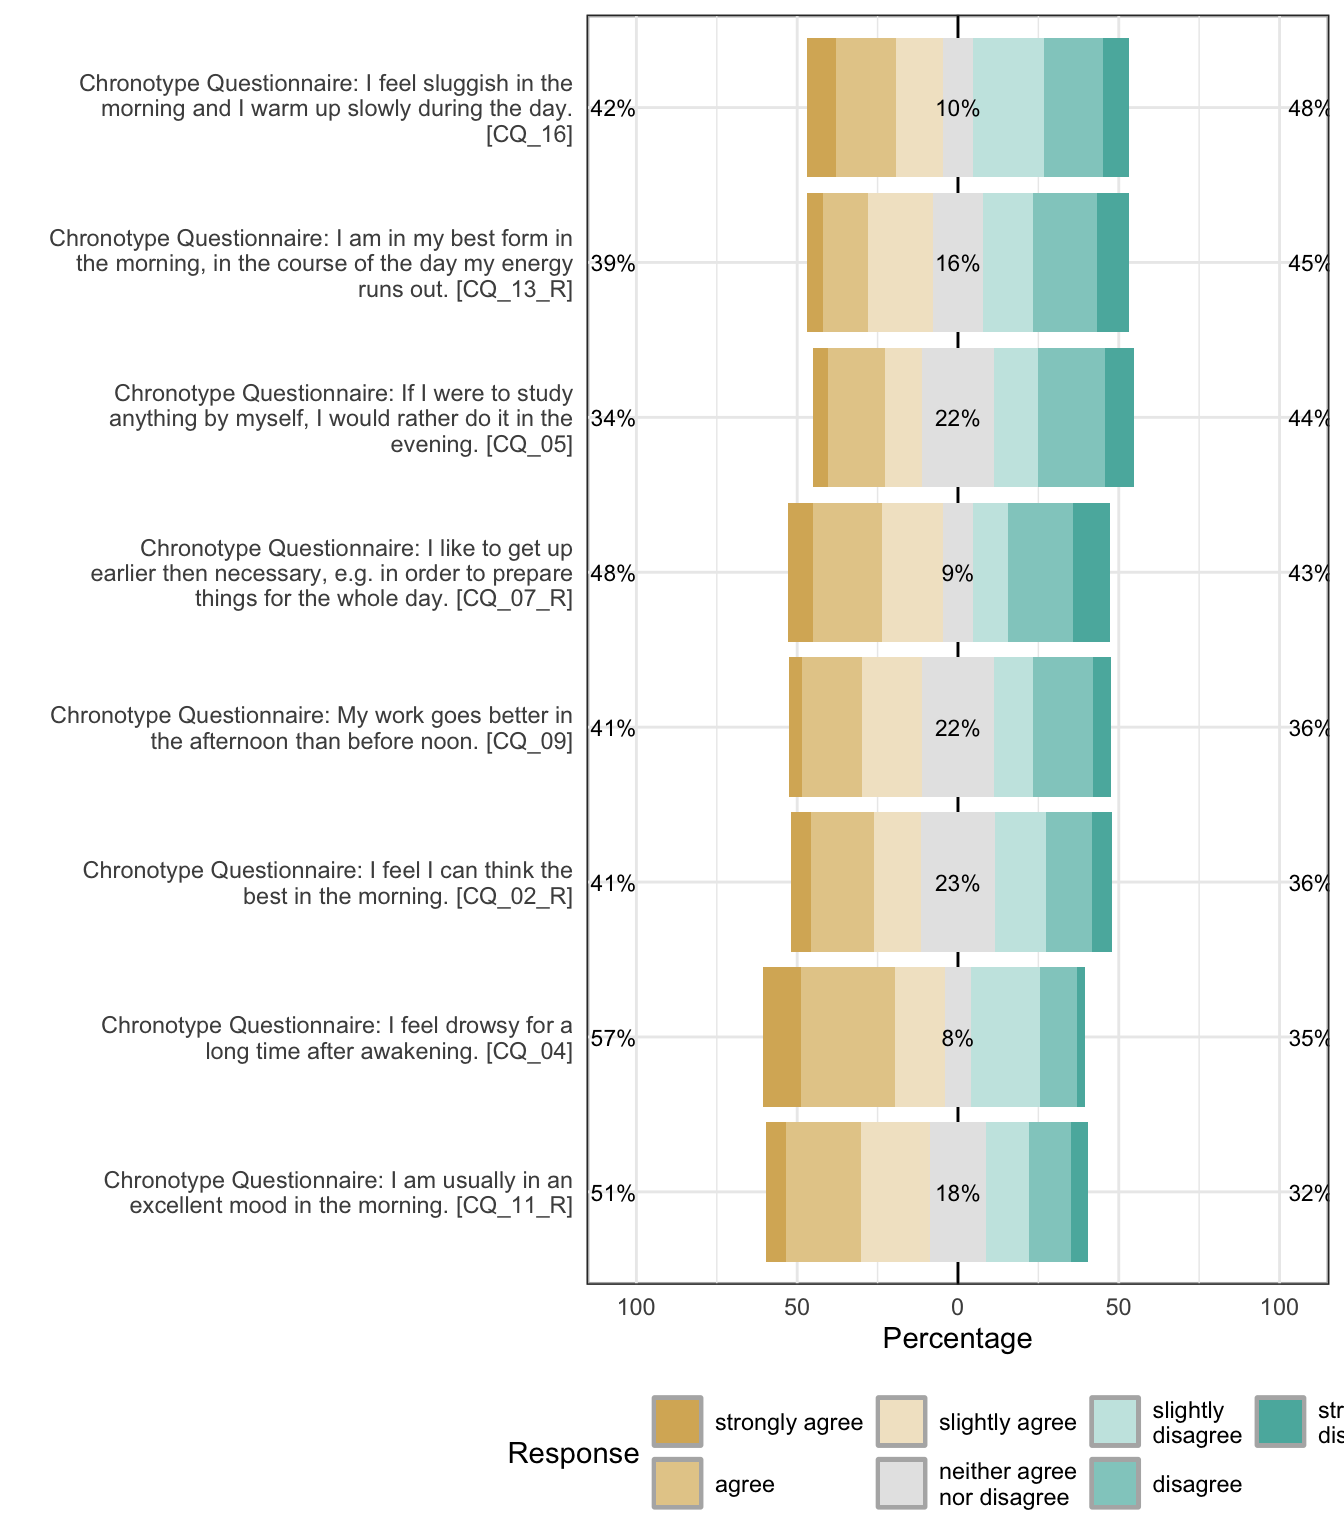 Chronotype Questionnaire: I feel sluggish in the
morning and I warm up slowly during the day.
[CQ_16]
42%
10%
48%
Chronotype Questionnaire: I am in my best form in
the morning, in the course of the day my energy
runs out. [CQ_13_R]
39%
16%
45%
Chronotype Questionnaire: If I were to study
anything by myself, I would rather do it in the
evening. [CQ_05]
34%
22%
44%
Chronotype Questionnaire: I like to get up
earlier then necessary, e.g. in order to prepare
things for the whole day. [CQ_07_R]
48%
9%
43%
Chronotype Questionnaire: My work goes better in
the afternoon than before noon. [CQ_09]
41%
22%
36%
Chronotype Questionnaire: I feel I can think the
best in the morning. [CQ_02_R]
41%
23%
36%
Chronotype Questionnaire: I feel drowsy for a
long time after awakening. [CQ_04]
57%
8%
35%
Chronotype Questionnaire: I am usually in an
excellent mood in the morning. [CQ_11_R]
51%
18%
32%
100 50 0 50 100
Percentage
Response
strongly agree
agree
slightly agree
neither agree
nor disagree
slightly
disagree
disagree
str
dis